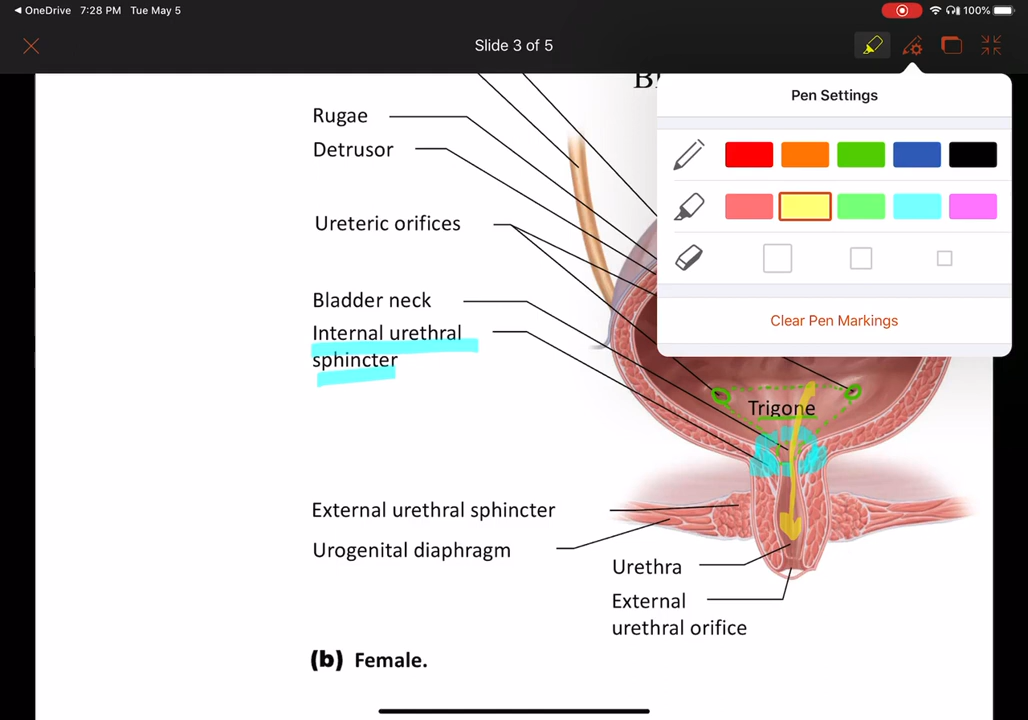 ◀ OneDrive 7:28 PM Tue May 5 100%
Slide 3 of 5
Pen Settings
Clear Pen Markings
Rugae
Detrusor
Ureteric orifices
Bladder neck
Internal urethral
sphincter
Trigone
External urethral sphincter
Urogenital diaphragm
Urethra
External
urethral orifice
(b) Female.